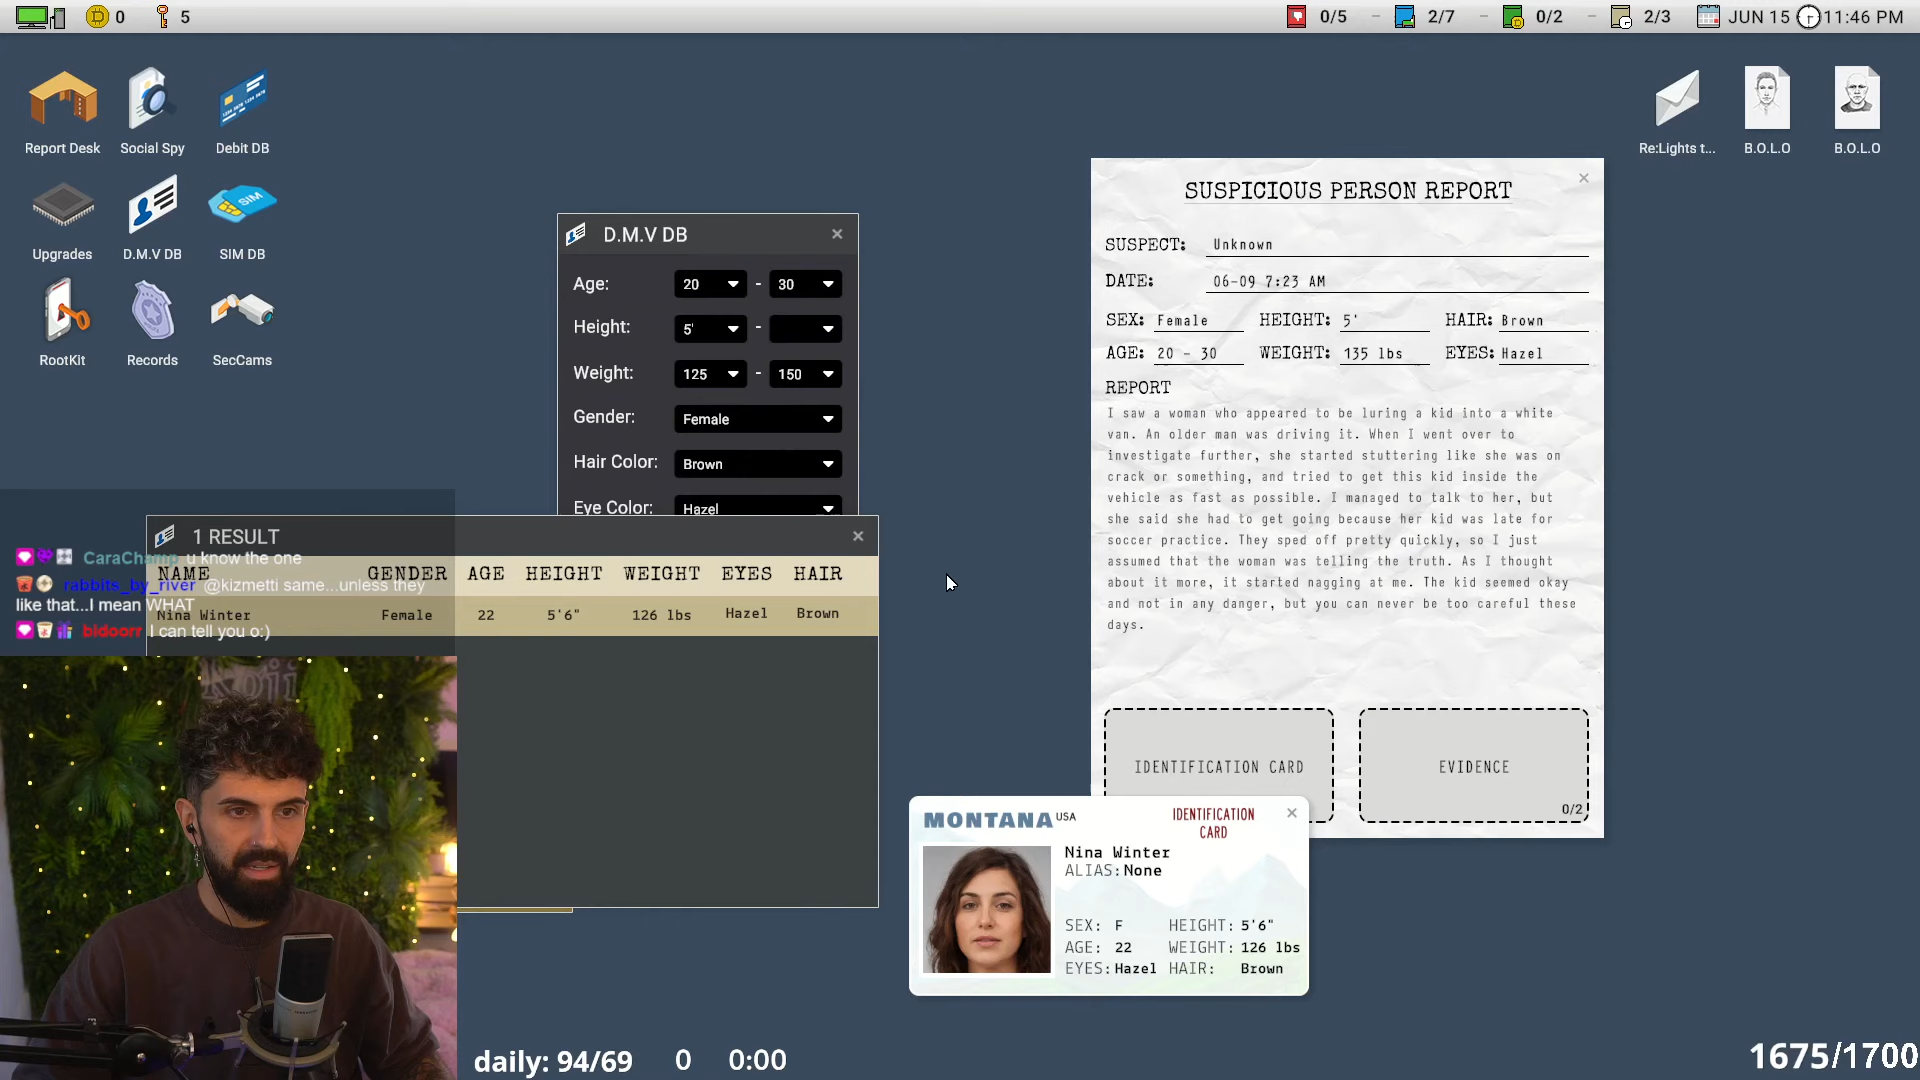 0
5
0/5
2/7
0/2
2/3
JUN 15
11:46 PM
Report Desk
Social Spy
Debit DB
Upgrades
D.M.V DB
SIM DB
SIM
RootKit
Records
SecCams
Re:Lights t...
B.O.L.O
B.O.L.O
D.M.V DB
Age: 20 - 30
Height: 5' -
Weight: 125 - 150
Gender: Female
Hair Color: Brown
Eye Color: Hazel
1 RESULT
NAME GENDER AGE HEIGHT WEIGHT EYES HAIR
Nina Winter Female 22 5'6" 126 lbs Hazel Brown
CaraChamp u know the one
rabbits_by_river @kizmetti same...unless they
like that...I mean WHAT
bldoorr I can tell you o:)
SUSPICIOUS PERSON REPORT
SUSPECT: Unknown
DATE: 06-09 7:23 AM
SEX: Female HEIGHT: 5' HAIR: Brown
AGE: 20 - 30 WEIGHT: 135 lbs EYES: Hazel
REPORT
I saw a woman who appeared to be luring a kid into a white
van. An older man was driving it. When I went over to
investigate further, she started stuttering like she was on
crack or something, and tried to get this kid inside the
vehicle as fast as possible. I managed to talk to her, but
she said she had to get going because her kid was late for
soccer practice. They sped off pretty quickly, so I just
assumed that the woman was telling the truth. As I thought
about it more, it started nagging at me. The kid seemed okay
and not in any danger, but you can never be too careful these
days.
IDENTIFICATION CARD
EVIDENCE
0/2
MONTANA USA
IDENTIFICATION
CARD
Nina Winter
ALIAS: None
SEX: F HEIGHT: 5'6"
AGE: 22 WEIGHT: 126 lbs
EYES: Hazel HAIR: Brown
daily: 94/69 0 0:00
1675/1700